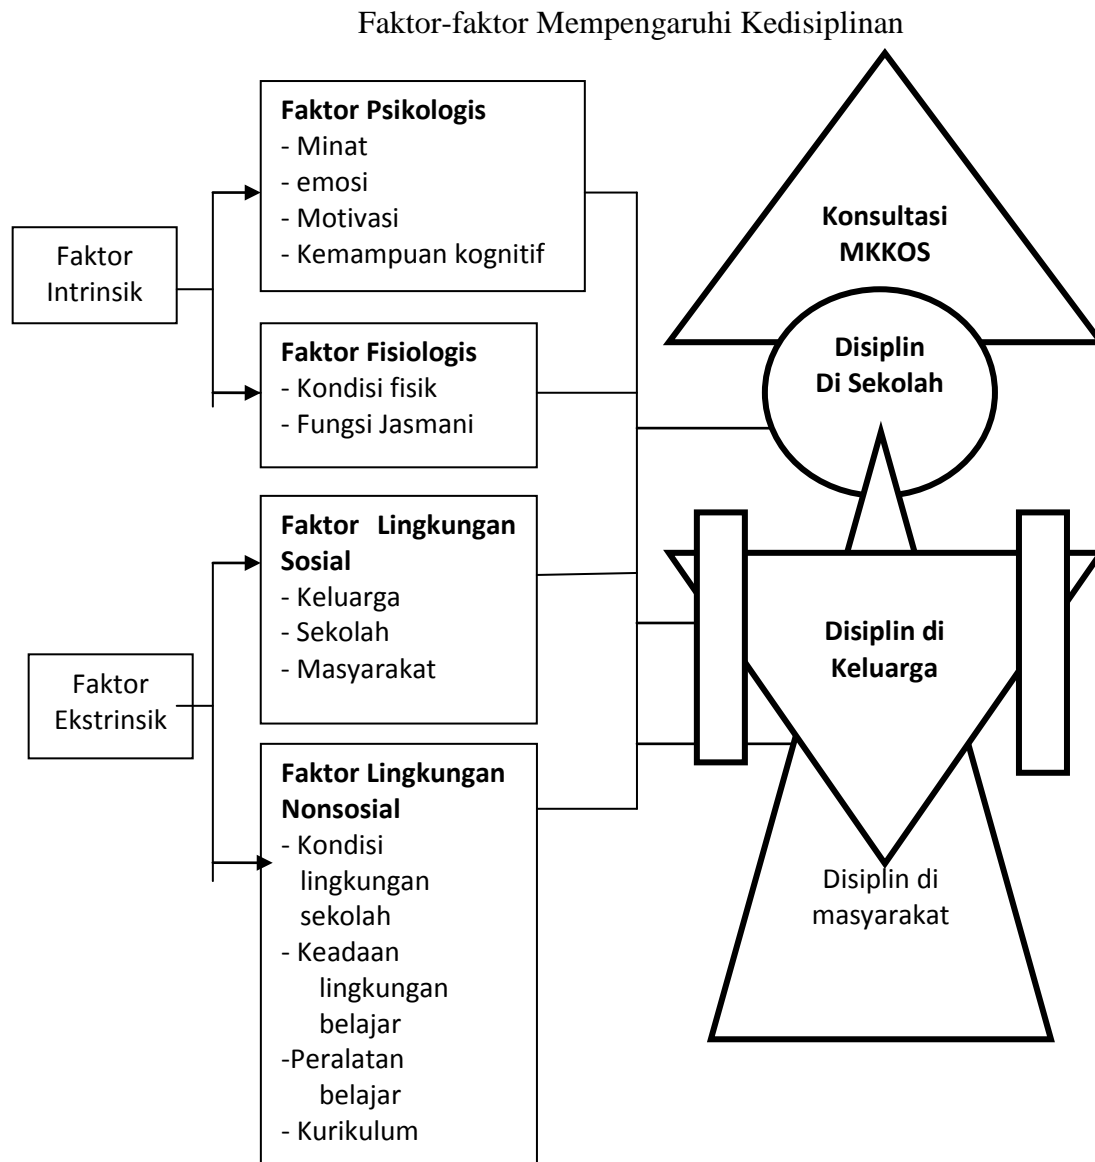 Faktor-faktor Mempengaruhi Kedisiplinan
Faktor
Intrinsik
Faktor Psikologis
- Minat
- emosi
- Motivasi
- Kemampuan kognitif
Faktor Fisiologis
- Kondisi fisik
- Fungsi Jasmani
Faktor
Ekstrinsik
Faktor Lingkungan
Sosial
- Keluarga
- Sekolah
- Masyarakat
Faktor Lingkungan
Nonsosial
- Kondisi
lingkungan
sekolah
- Keadaan
lingkungan
belajar
-Peralatan
belajar
- Kurikulum
Konsultasi
MKKOS
Disiplin
Di Sekolah
Disiplin di
Keluarga
Disiplin di
masyarakat